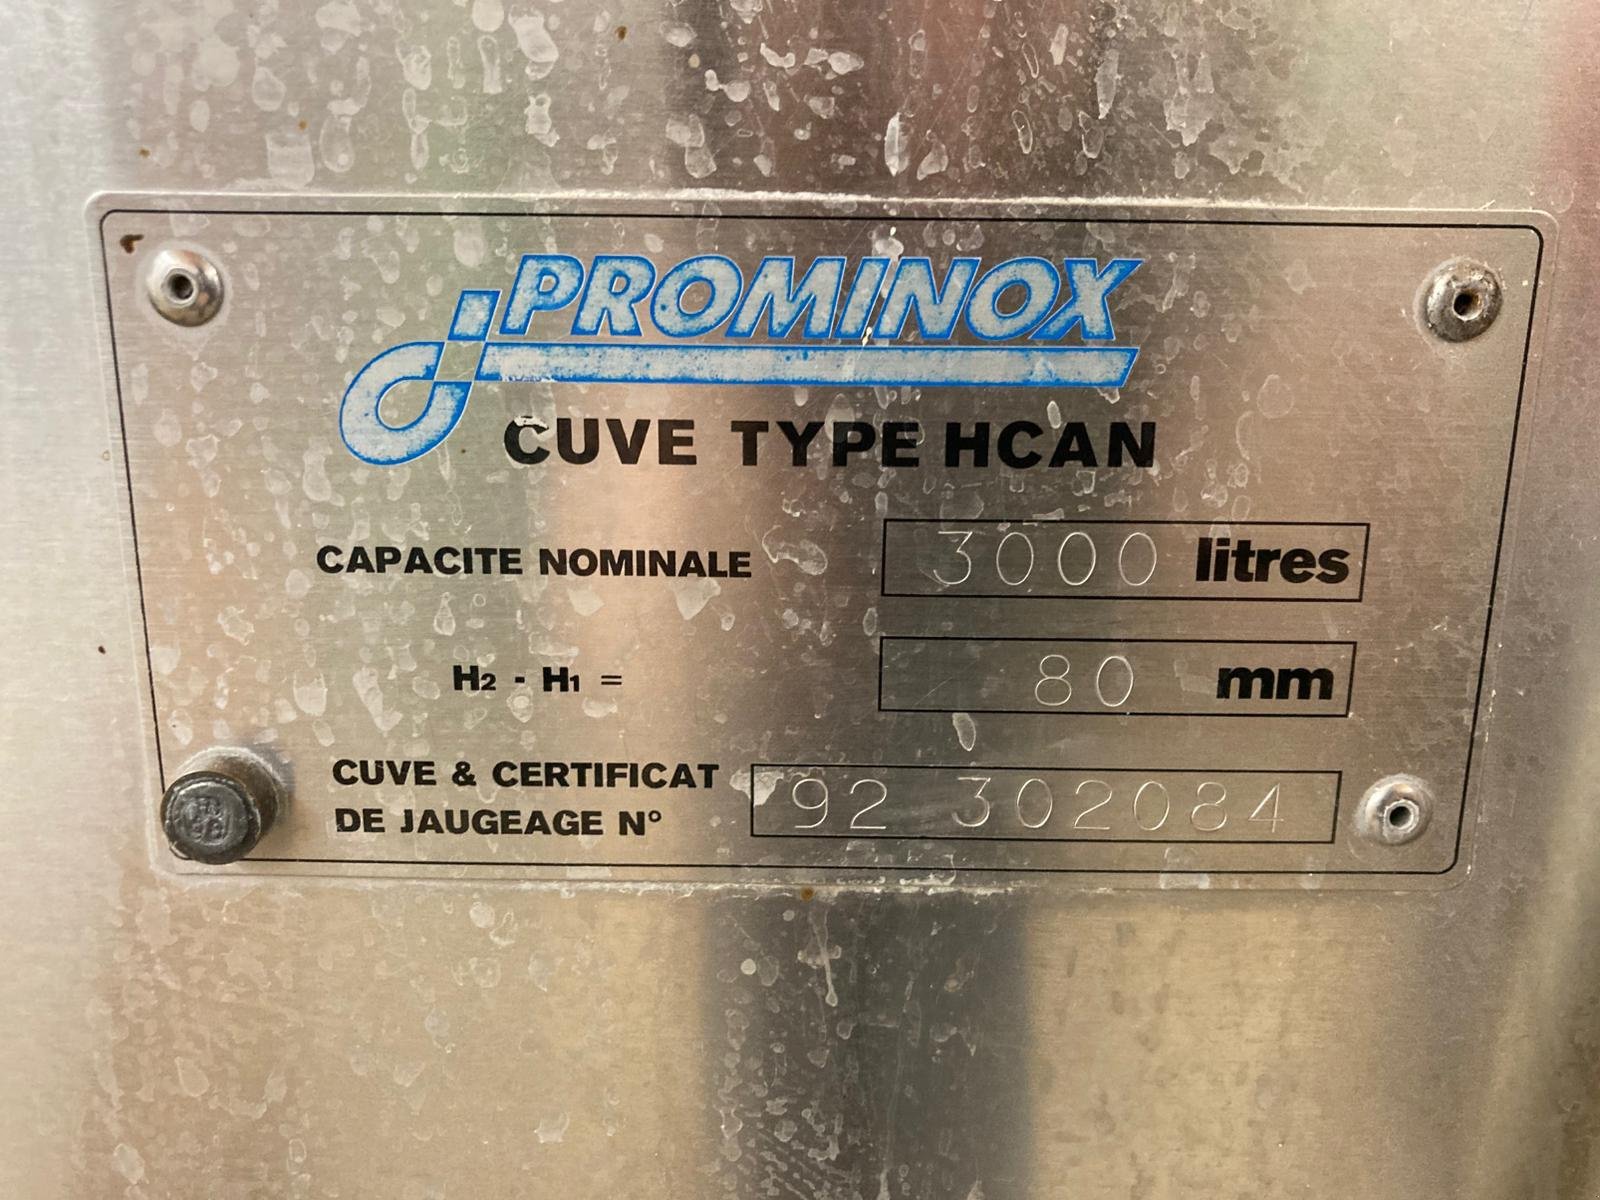 PROMINOX
CUVE TYPE HCAN
CAPACITE NOMINALE 3000 litres
H2 - H1 = 80 mm
CUVE & CERTIFICAT
DE JAUGEAGE N° 92 302084